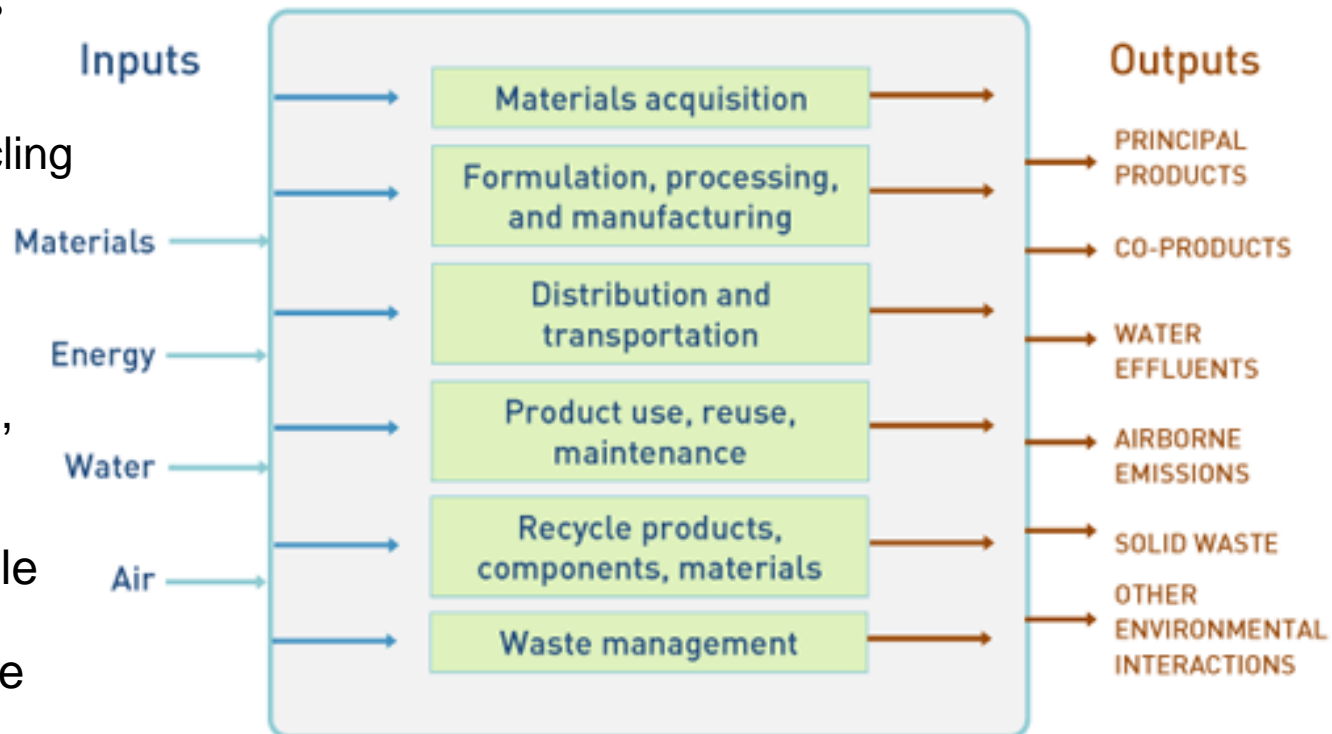 Inputs
cling
Materials
Energy
,
Water
le
Air
e
Materials acquisition
Formulation, processing,
and manufacturing
Distribution and
transportation
Product use, reuse,
maintenance
Recycle products,
components, materials
Waste management
Outputs
PRINCIPAL
PRODUCTS
CO-PRODUCTS
WATER
EFFLUENTS
AIRBORNE
EMISSIONS
SOLID WASTE
OTHER
ENVIRONMENTAL
INTERACTIONS